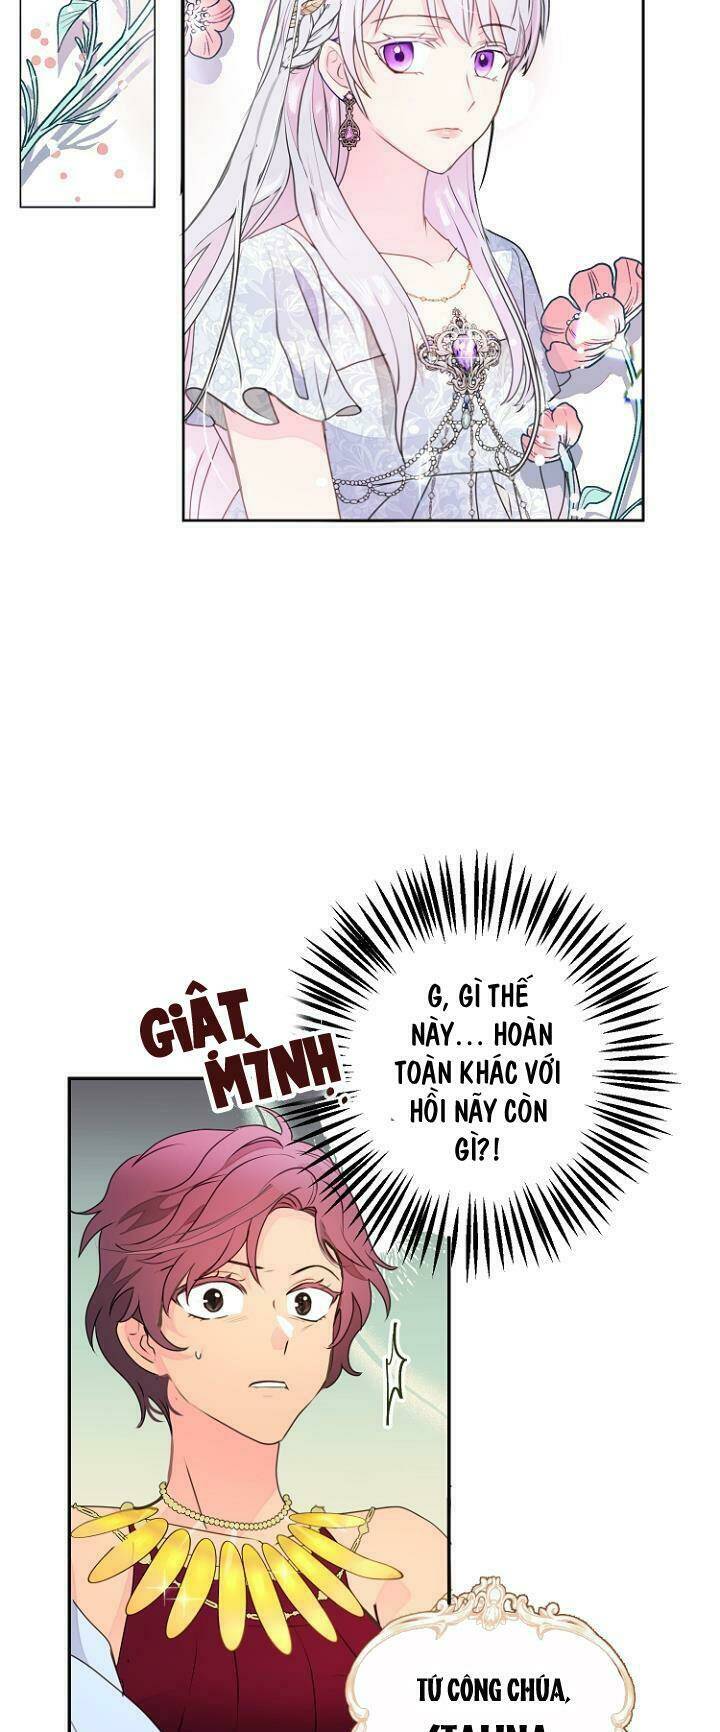 GIẬT
MÌNH
G, GÌ THẾ
NÀY... HOÀN
TOÀN KHÁC VỚI
HỒI NÃY CÒN
GÌ?!
TỨ CÔNG CHÚA,